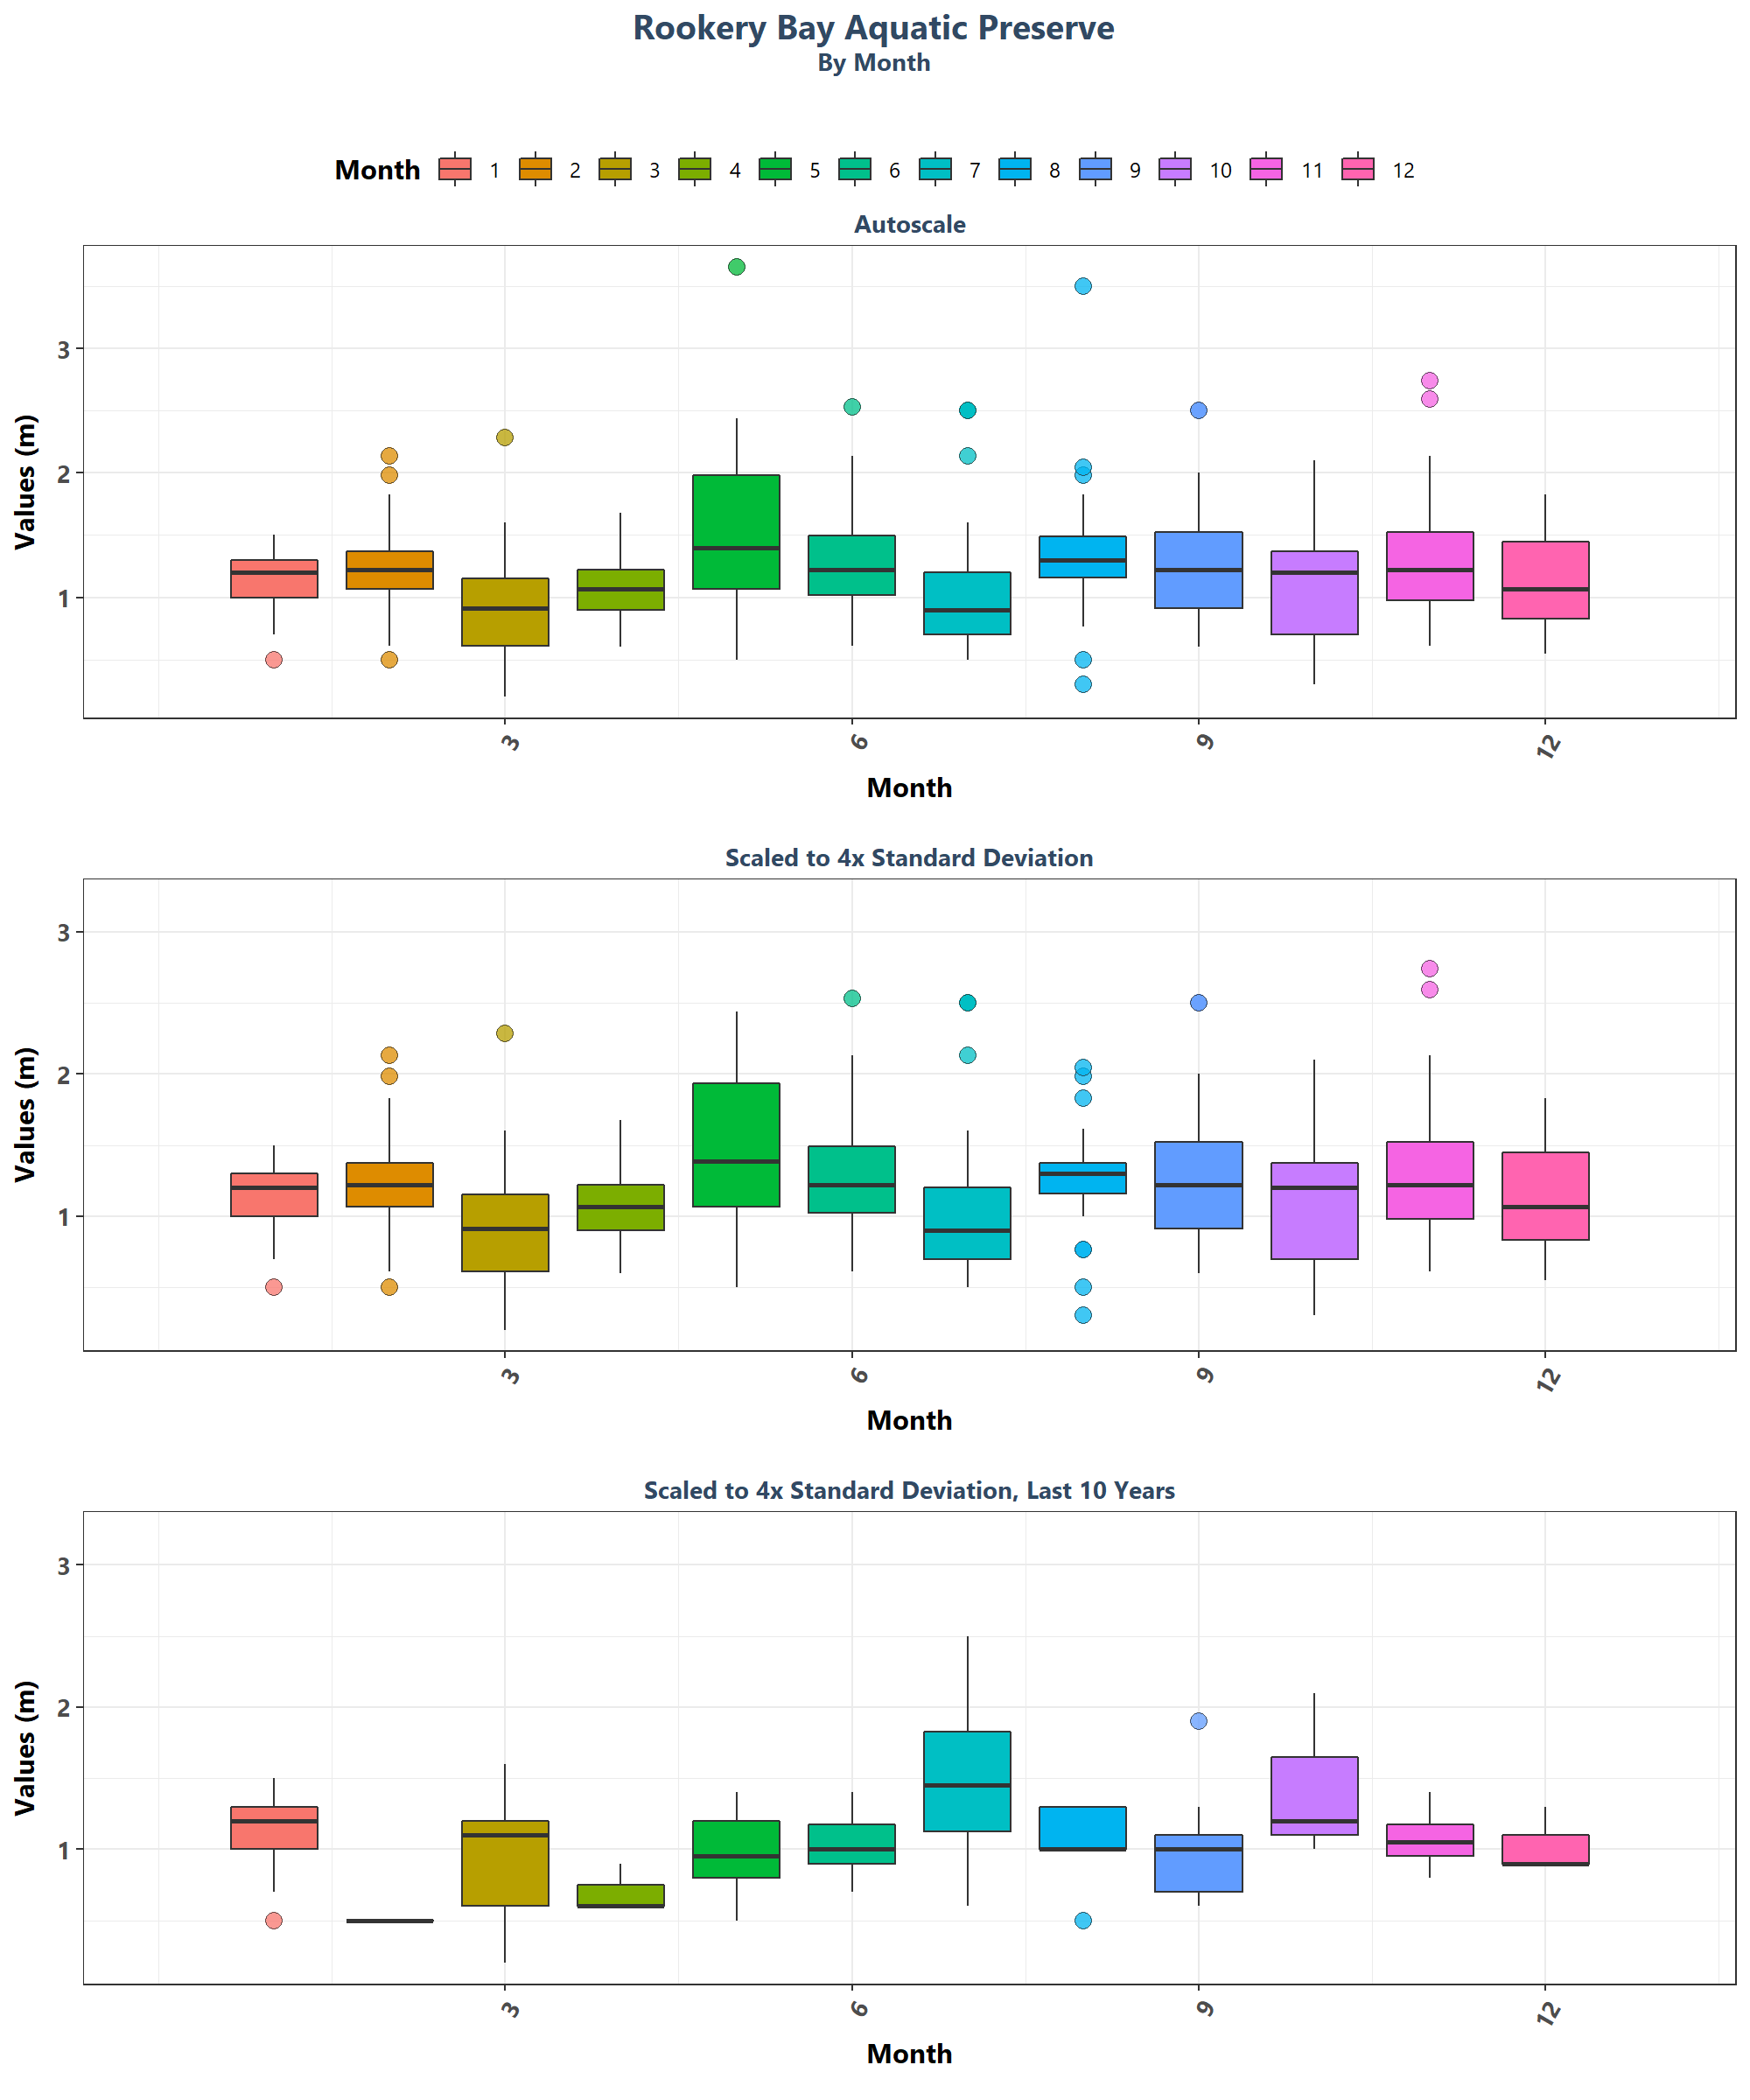 Rookery Bay Aquatic Preserve
By Month
Month 1 2 3 4 5 6 7 8 9 10 11 12
Autoscale
Values (m)
3
2
1
3 6 9 12
Month
Scaled to 4x Standard Deviation
Values (m)
3
2
1
3 6 9 12
Month
Scaled to 4x Standard Deviation, Last 10 Years
Values (m)
3
2
1
3 6 9 12
Month